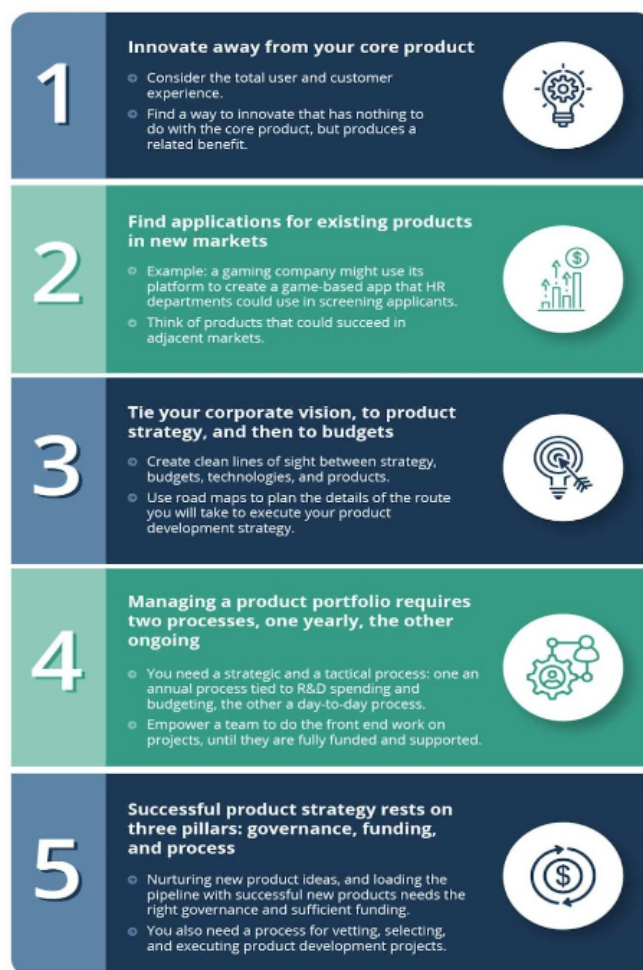 1
Innovate away from your core product
Consider the total user and customer
experience.
Find a way to innovate that has nothing to
do with the core product, but produces a
related benefit.
2
Find applications for existing products
in new markets
Example: a gaming company might use its
platform to create a game-based app that HR
departments could use in screening applicants.
Think of products that could succeed in
adjacent markets.
$
3
Tie your corporate vision, to product
strategy, and then to budgets
Create clean lines of sight between strategy,
budgets, technologies, and products.
Use road maps to plan the details of the route
you will take to execute your product
development strategy.
4
Managing a product portfolio requires
two processes, one yearly, the other
ongoing
You need a strategic and a tactical process: one an
annual process tied to R&D spending and
budgeting, the other a day-to-day process.
Empower a team to do the front end work on
projects, until they are fully funded and supported.
5
Successful product strategy rests on
three pillars: governance, funding,
and process
Nurturing new product ideas, and loading the
pipeline with successful new products needs the
right governance and sufficient funding.
You also need a process for vetting, selecting,
and executing product development projects.
$